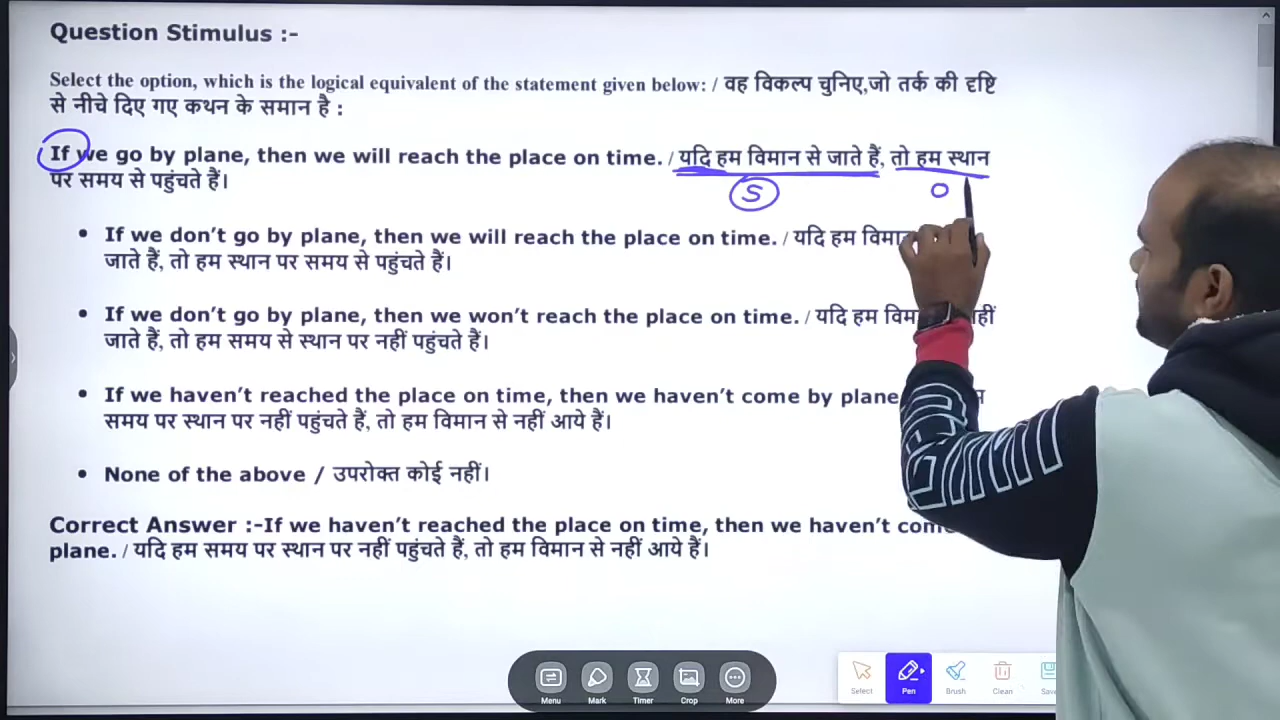 Question Stimulus :-
Select the option, which is the logical equivalent of the statement given below: / वह विकल्प चुनिए,जो तर्क की दृष्टि
से नीचे दिए गए कथन के समान है :
If we go by plane, then we will reach the place on time. / यदि हम विमान से जाते हैं, तो हम स्थान
पर समय से पहुंचते हैं।
S O
• If we don’t go by plane, then we will reach the place on time. / यदि हम
जाते हैं, तो हम स्थान पर समय से पहुंचते हैं।
• If we don’t go by plane, then we won’t reach the place on time. / यदि हम
जाते हैं, तो हम समय से स्थान पर नहीं पहुंचते हैं।
• If we haven’t reached the place on time, then we haven’t come by plane
समय पर स्थान पर नहीं पहुंचते हैं, तो हम विमान से नहीं आये हैं।
• None of the above / उपरोक्त कोई नहीं।
Correct Answer :-If we haven’t reached the place on time, then we haven’t
plane. / यदि हम समय पर स्थान पर नहीं पहुंचते हैं, तो हम विमान से नहीं आये हैं।
Menu Mark Timer Crop More
Select Pen Brush Clean Save